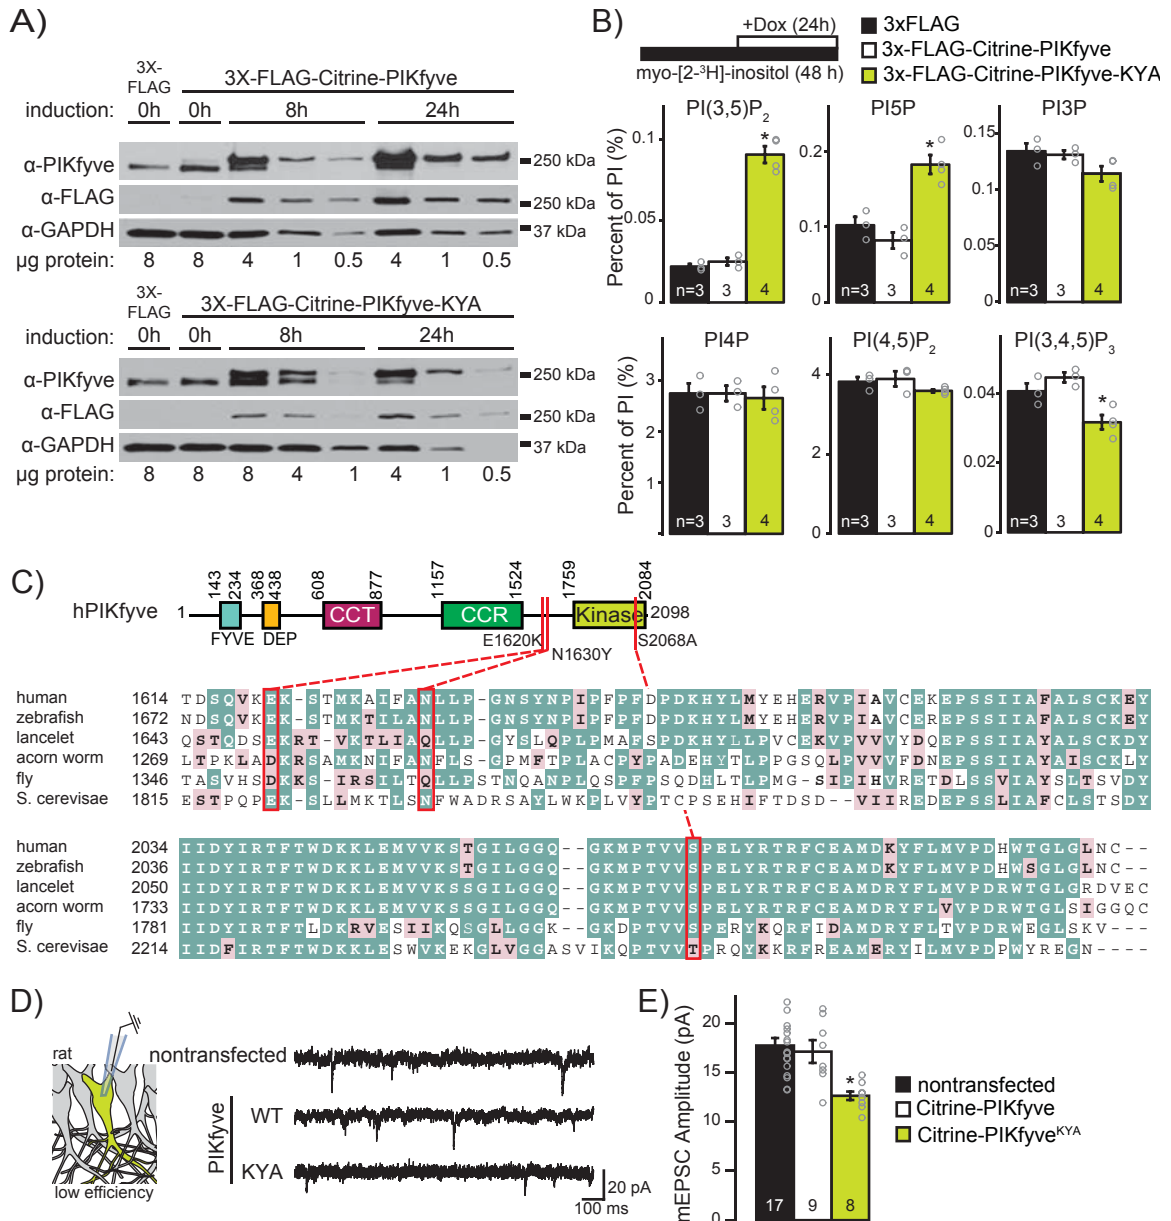 A)
3X-FLAG 3X-FLAG-Citrine-PIKfyve
induction: 0h 0h 8h 24h
α-PIKfyve 250 kDa
α-FLAG 250 kDa
α-GAPDH 37 kDa
µg protein: 8 8 4 1 0.5 4 1 0.5
3X-FLAG 3X-FLAG-Citrine-PIKfyve-KYA
induction: 0h 0h 8h 24h
α-PIKfyve 250 kDa
α-FLAG 250 kDa
α-GAPDH 37 kDa
µg protein: 8 8 8 4 1 4 1 0.5
B)
+Dox (24h)
myo-[2-³H]-inositol (48 h)
3xFLAG
3x-FLAG-Citrine-PIKfyve
3x-FLAG-Citrine-PIKfyve-KYA
PI(3,5)P₂ PI5P PI3P
Percent of PI (%)
0.1 0.05 0
* n=3 3 4
0.2 0.1 0
* n=3 3 4
0.15 0.10 0.05 0
n=3 3 4
PI4P PI(4,5)P₂ PI(3,4,5)P₃
Percent of PI (%)
3 2 1 0
n=3 3 4
4 2 0
n=3 3 4
0.04 0.02 0
* n=3 3 4
C)
143 234 368 438 608 877 1157 1524 1759 2084
hPIKfyve 1 CCT CCR Kinase 2098
FYVE DEP E1620K N1630Y S2068A
human 1614 TDSQVKEK-STMKAIFANLLP-GNSYNPIPFPFDPDKHYLMYEHERVPIAVCEKEPSSIIAFALSCKEY
zebrafish 1672 NDSQVKEK-STMKTILANLLP-GNSYNPIPFPFDPDKHYLMYEHERVPIAVCEREPSSIIAFALSCKEY
lancelet 1643 QSTQDSEKRT-VKTLIAQLLP-GYSLQPLPMAFSPDKHYLLPVCEKVPVVVYDQEPSSIIAYALSCKDY
acorn worm 1269 LTPKLADKRSAMKNIFANFLS-GPMFTPLACPYPADEHYTLPPGSQLPVVVFDNEPSSIIAYAISCKDY
fly 1346 TASVHSDKKS-IRSILTQLLPSTNQANPLQSPFPSQDHLTLPMG-SIPIHVRETDLSSVIAYSLTSVDY
S. cerevisae 1815 ESTPQPEK-SLLMKTLSNFWADRSAYLWKPLVYPTCPSEHIFTDSD--VIIREDEPSSLIAFCLSTSDY
human 2034 IIDYIRTFTWDKKLEMVVKSTGILGGQ--GKMPTVVSPELYRTRFCEAMDKYFLMVPDHWTGLGLNC--
zebrafish 2036 IIDYIRTFTWDKKLEMVVKSTGILGGQ--GKMPTVVSPELYRTRFCEAMDKYFLMVPDHWSGLGLNC--
lancelet 2050 IIDYIRTFTWDKKLEMVVKSSGILGGQ--GKMPTVVSPELYRTRFCEAMDRYFLMVPDRWTGLGRDVEC
acorn worm 1733 IIDYIRTFTWDKKLEMVVKSSGILGGQ--GKMPTVVSPELYRTRFCEAMDRYFLMVPDRWTGLSIGGQC
fly 1781 IIDYIRTFTLDKRVESIIKQSGLLGGK--GKDPTVVSPERYKQRFIDAMDRYFLTVPDRWEGLSKV---
S. cerevisae 2214 IIDFIRTFTWDKKLESWVKEKGLVGGASVIKQPTVVTPRQYKKRFREAMERYILMVPDPWYREGN----
D)
rat
low efficiency
nontransfected
PIKfyve
WT
KYA
20 pA
100 ms
E)
mEPSC Amplitude (pA)
20
15
10
5
0
*
17 9 8
nontransfected
Citrine-PIKfyve
Citrine-PIKfyveᴷʸᴬ